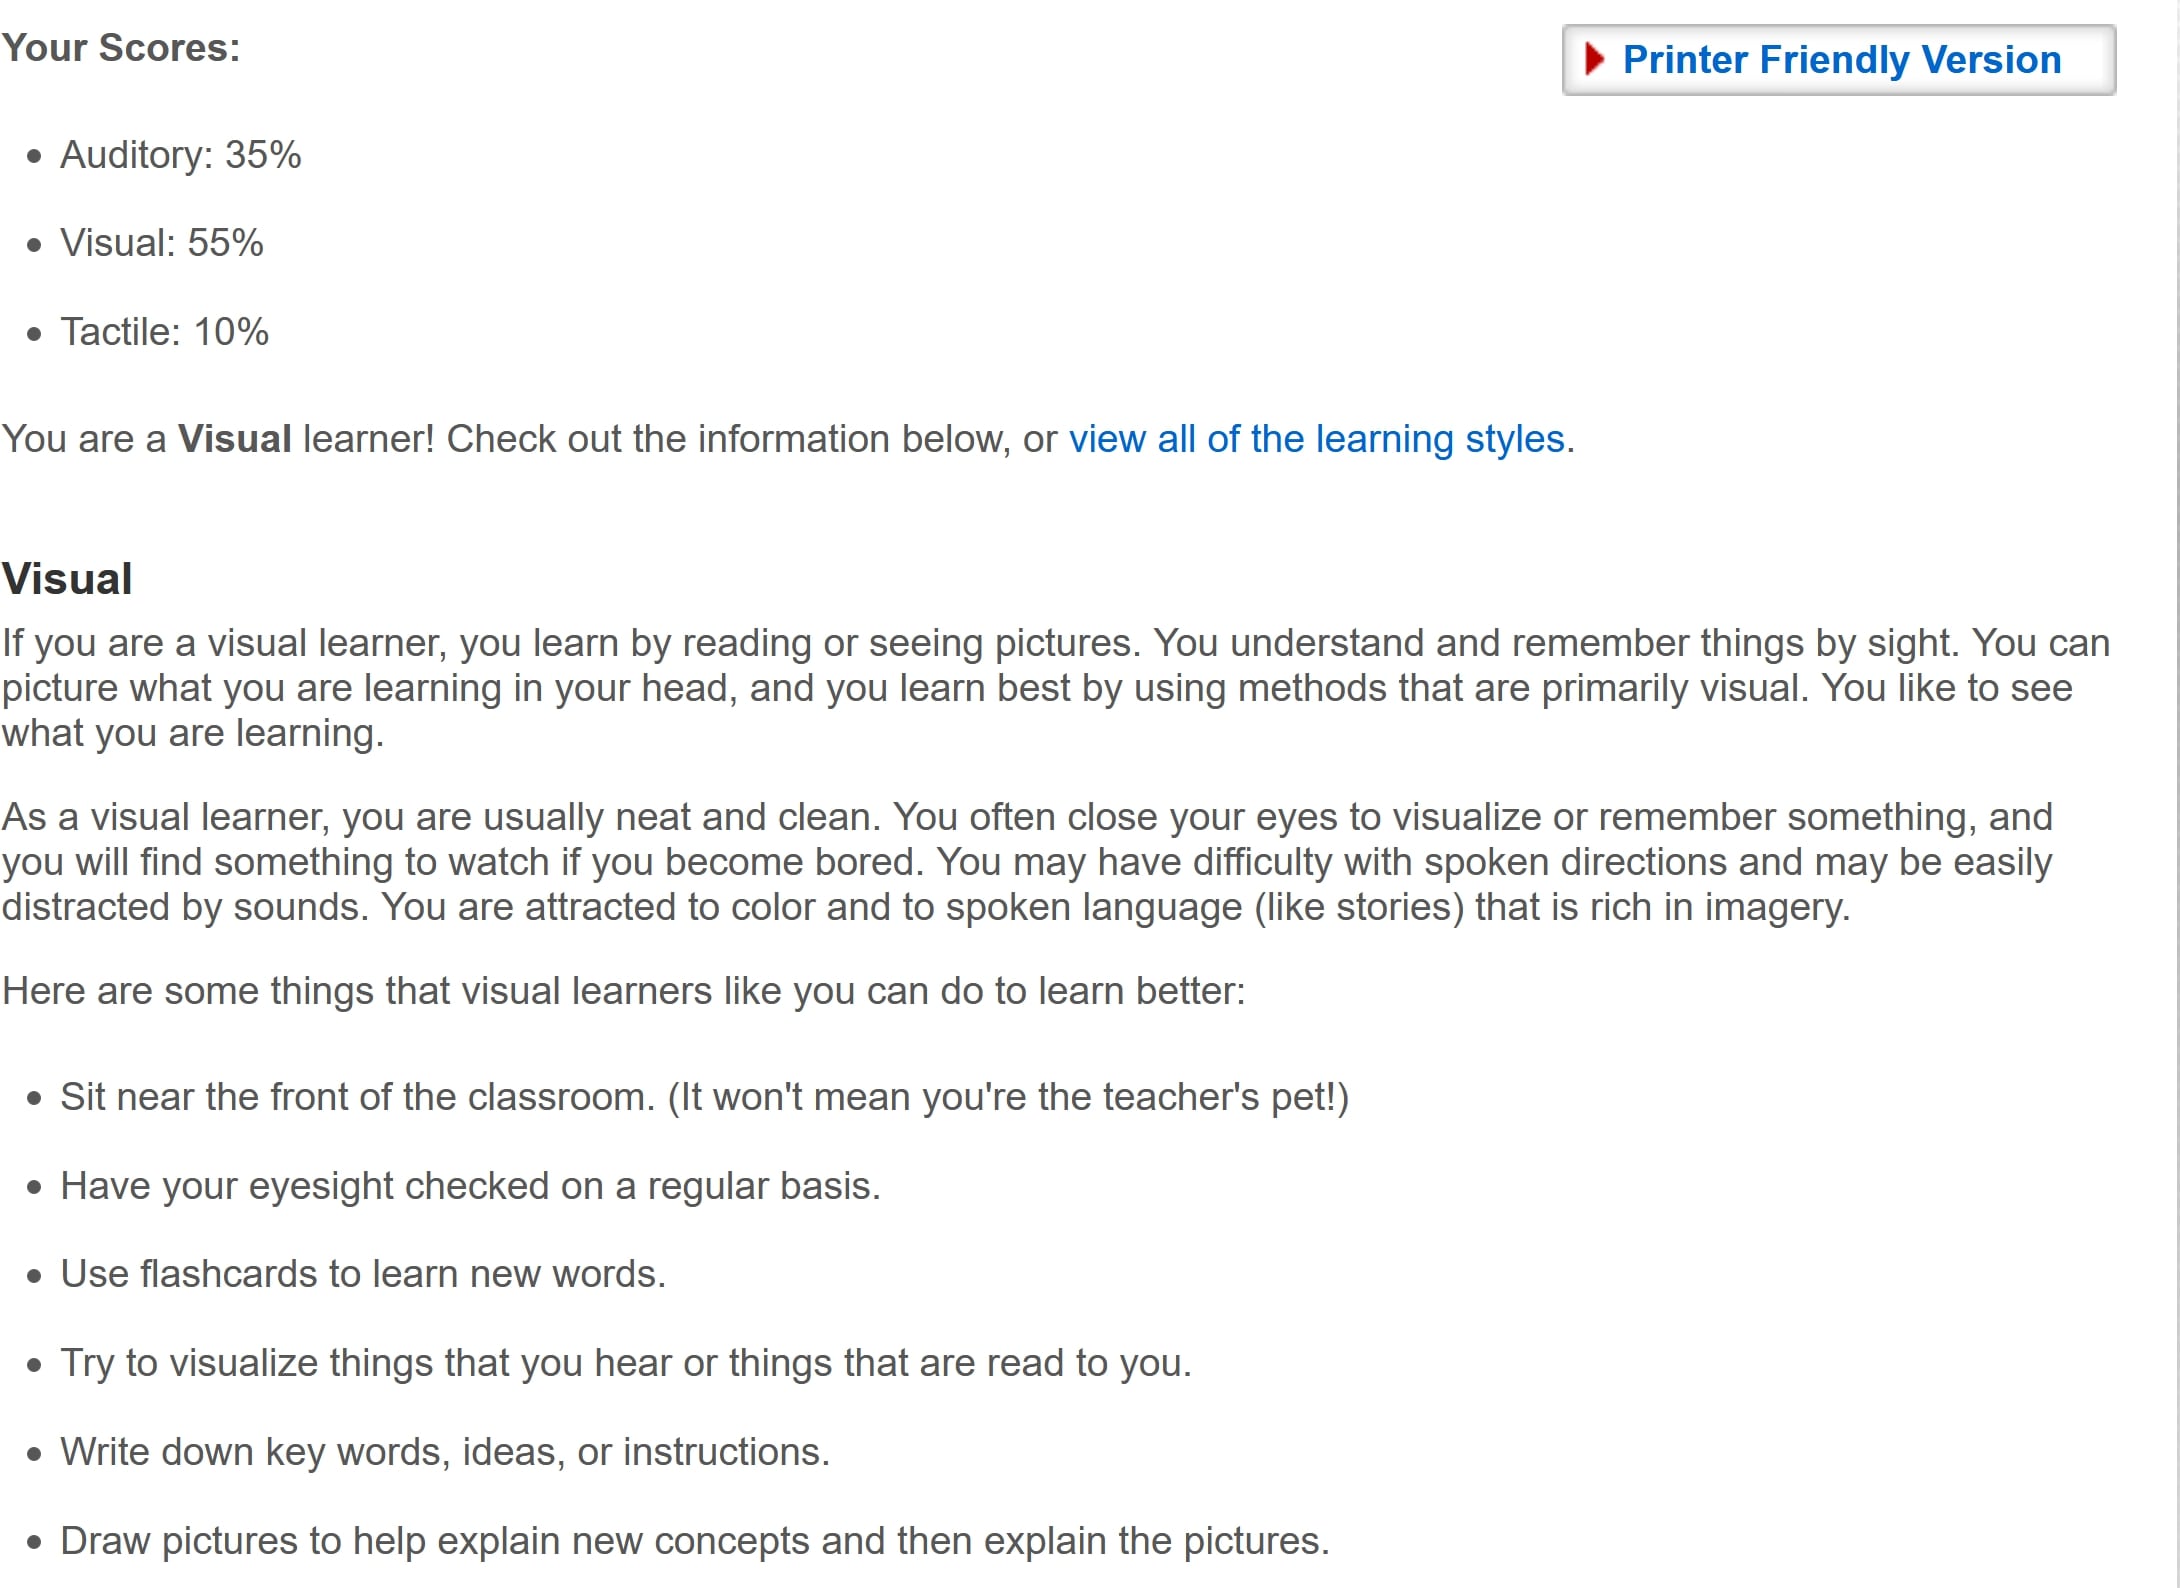 Your Scores:
Printer Friendly Version
Auditory: 35%
Visual: 55%
Tactile: 10%
You are a Visual learner! Check out the information below, or view all of the learning styles.
Visual
If you are a visual learner, you learn by reading or seeing pictures. You understand and remember things by sight. You can
picture what you are learning in your head, and you learn best by using methods that are primarily visual. You like to see
what you are learning.
As a visual learner, you are usually neat and clean. You often close your eyes to visualize or remember something, and
you will find something to watch if you become bored. You may have difficulty with spoken directions and may be easily
distracted by sounds. You are attracted to color and to spoken language (like stories) that is rich in imagery.
Here are some things that visual learners like you can do to learn better:
Sit near the front of the classroom. (It won't mean you're the teacher's pet!)
Have your eyesight checked on a regular basis.
Use flashcards to learn new words.
Try to visualize things that you hear or things that are read to you.
Write down key words, ideas, or instructions.
Draw pictures to help explain new concepts and then explain the pictures.